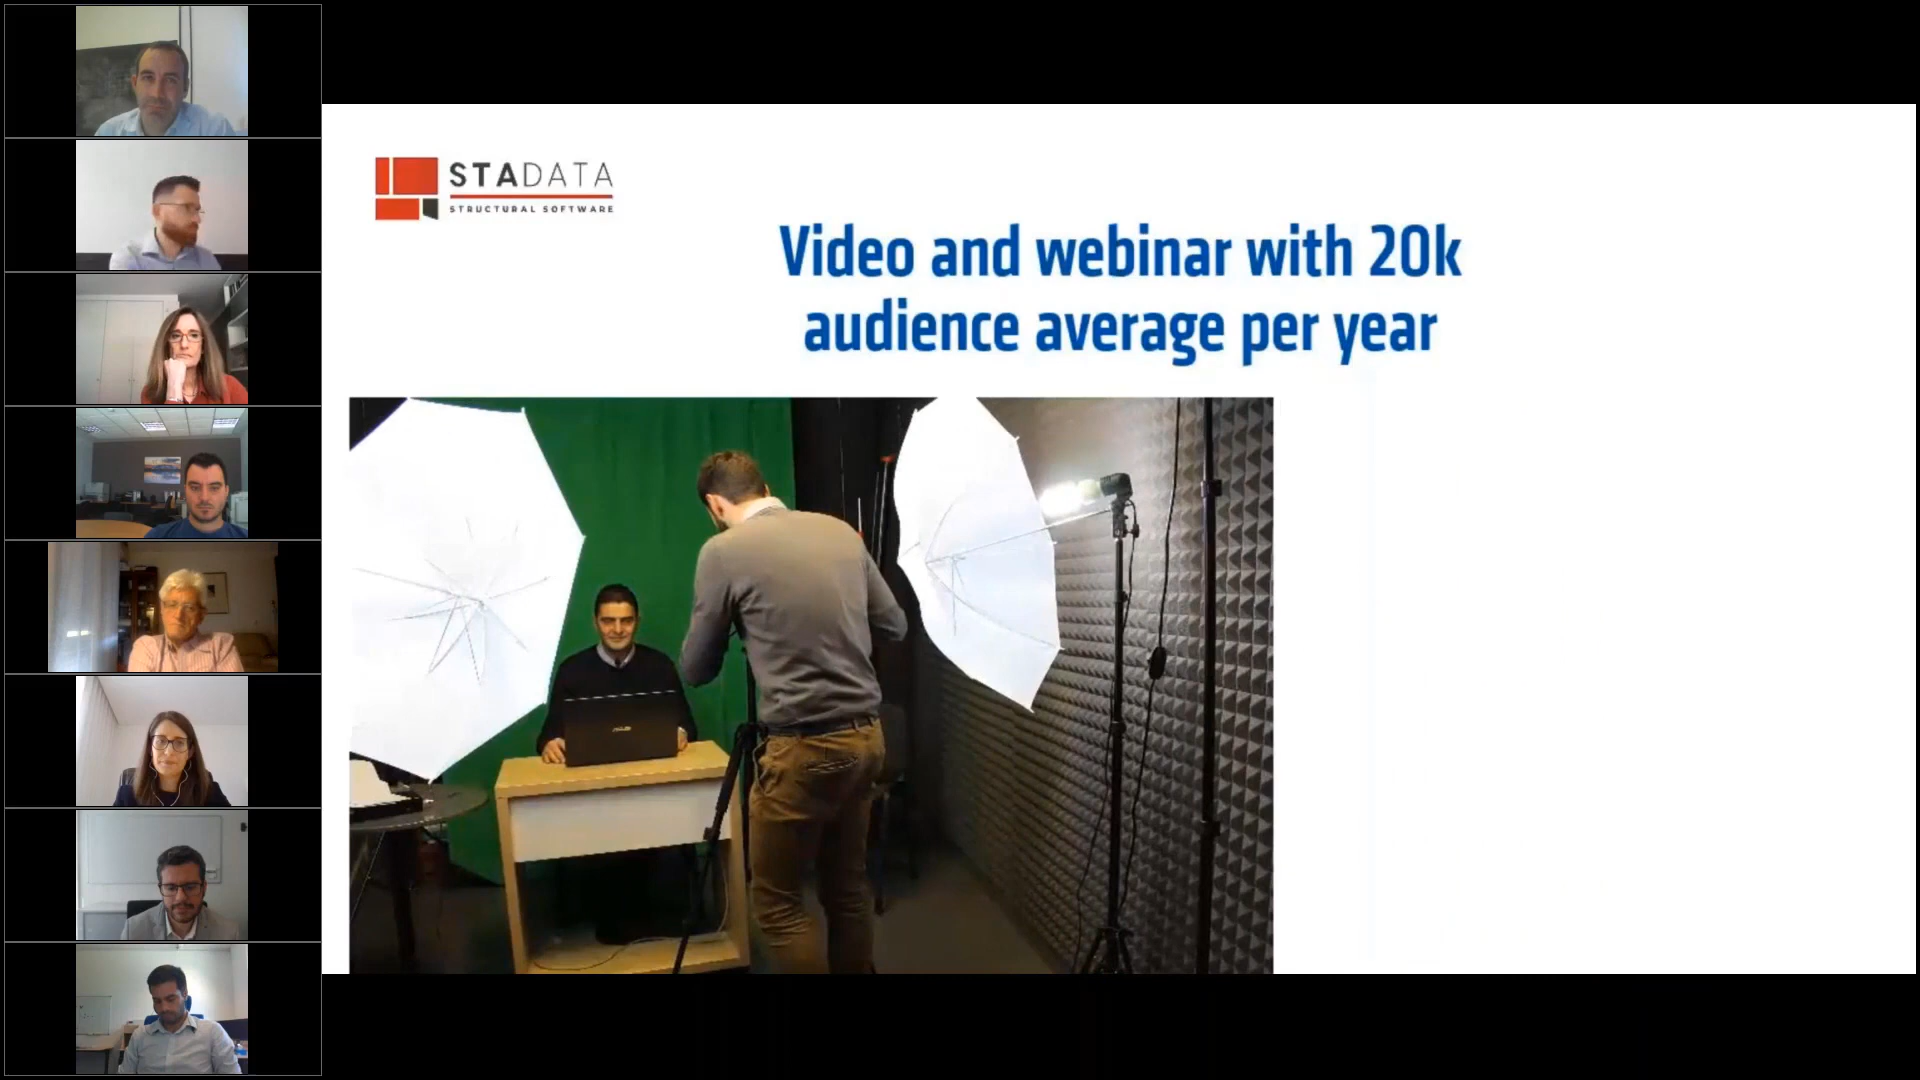 STADATA
STRUCTURAL SOFTWARE
Video and webinar with 20k
audience average per year